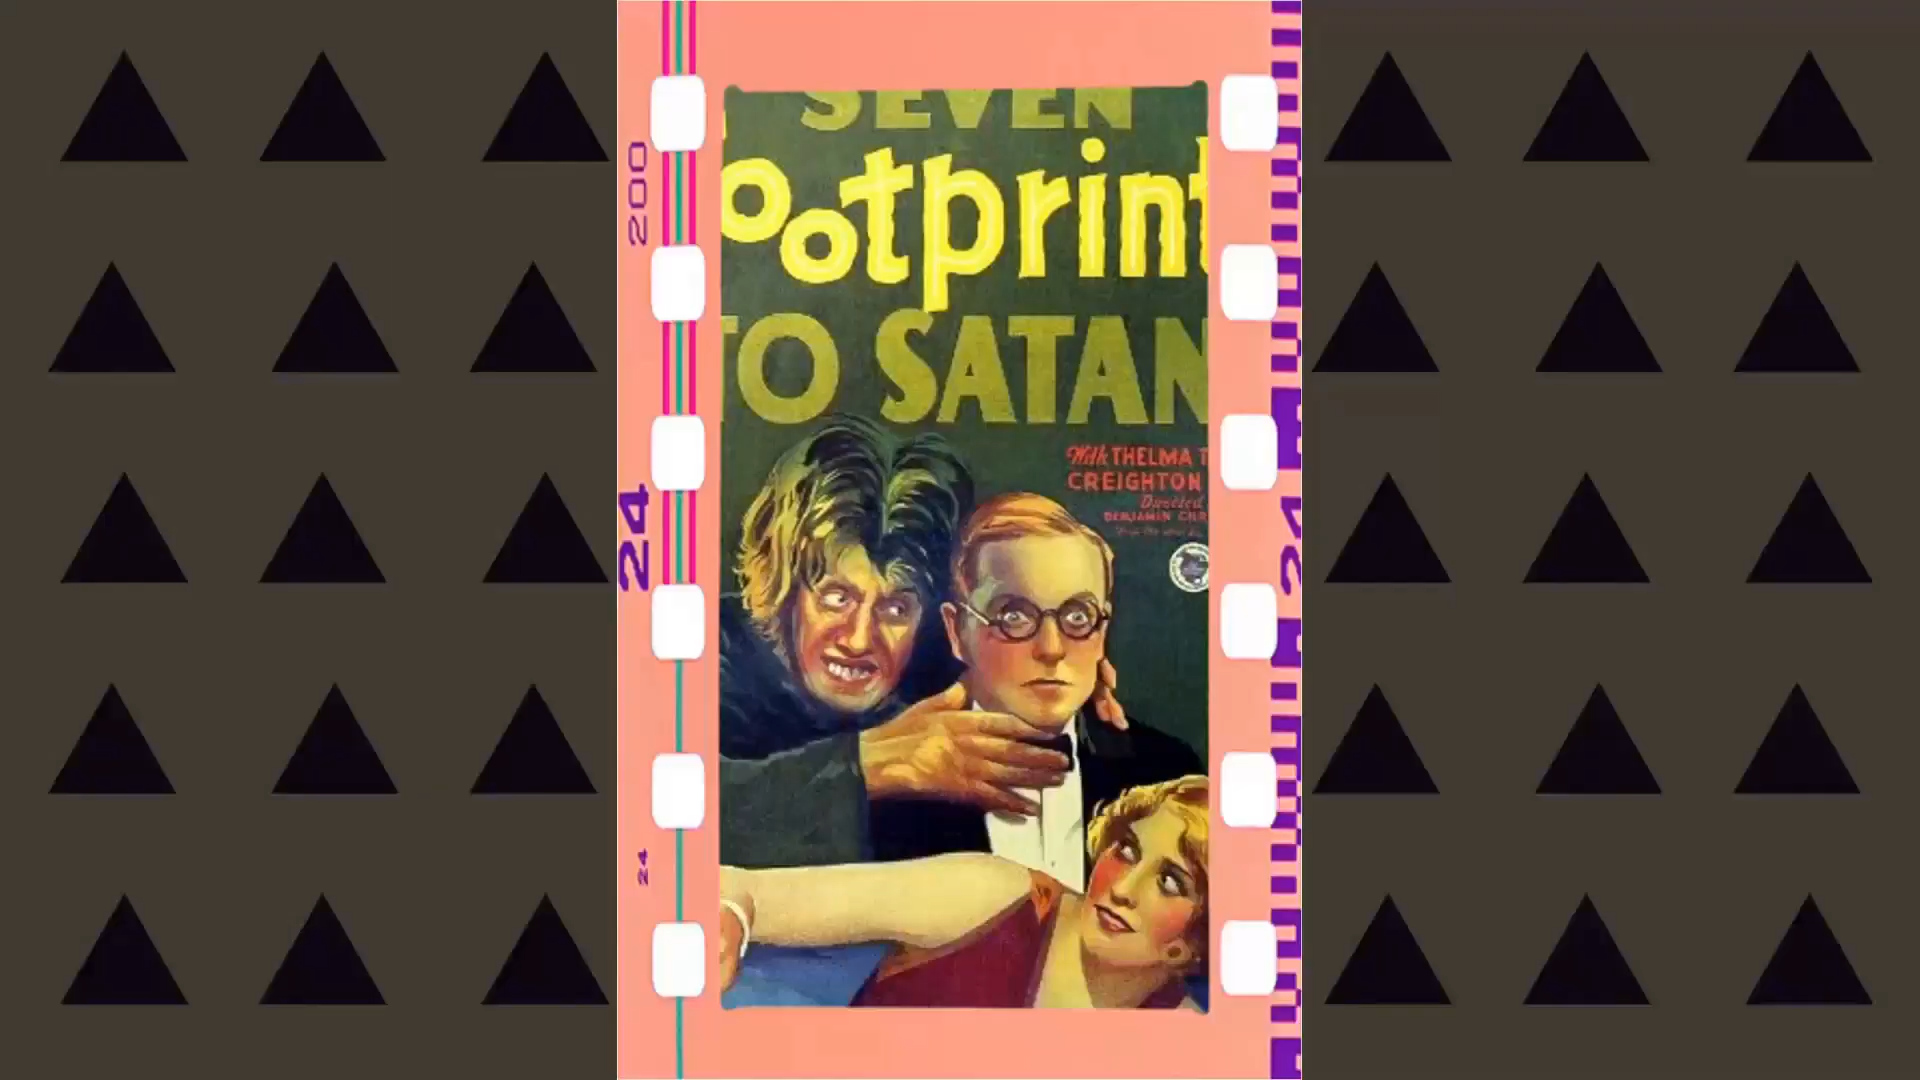 SEVEN
ootprint
TO SATAN
With THELMA T
CREIGHTON
Directed
BENJAMIN CHR
200
24
24
24